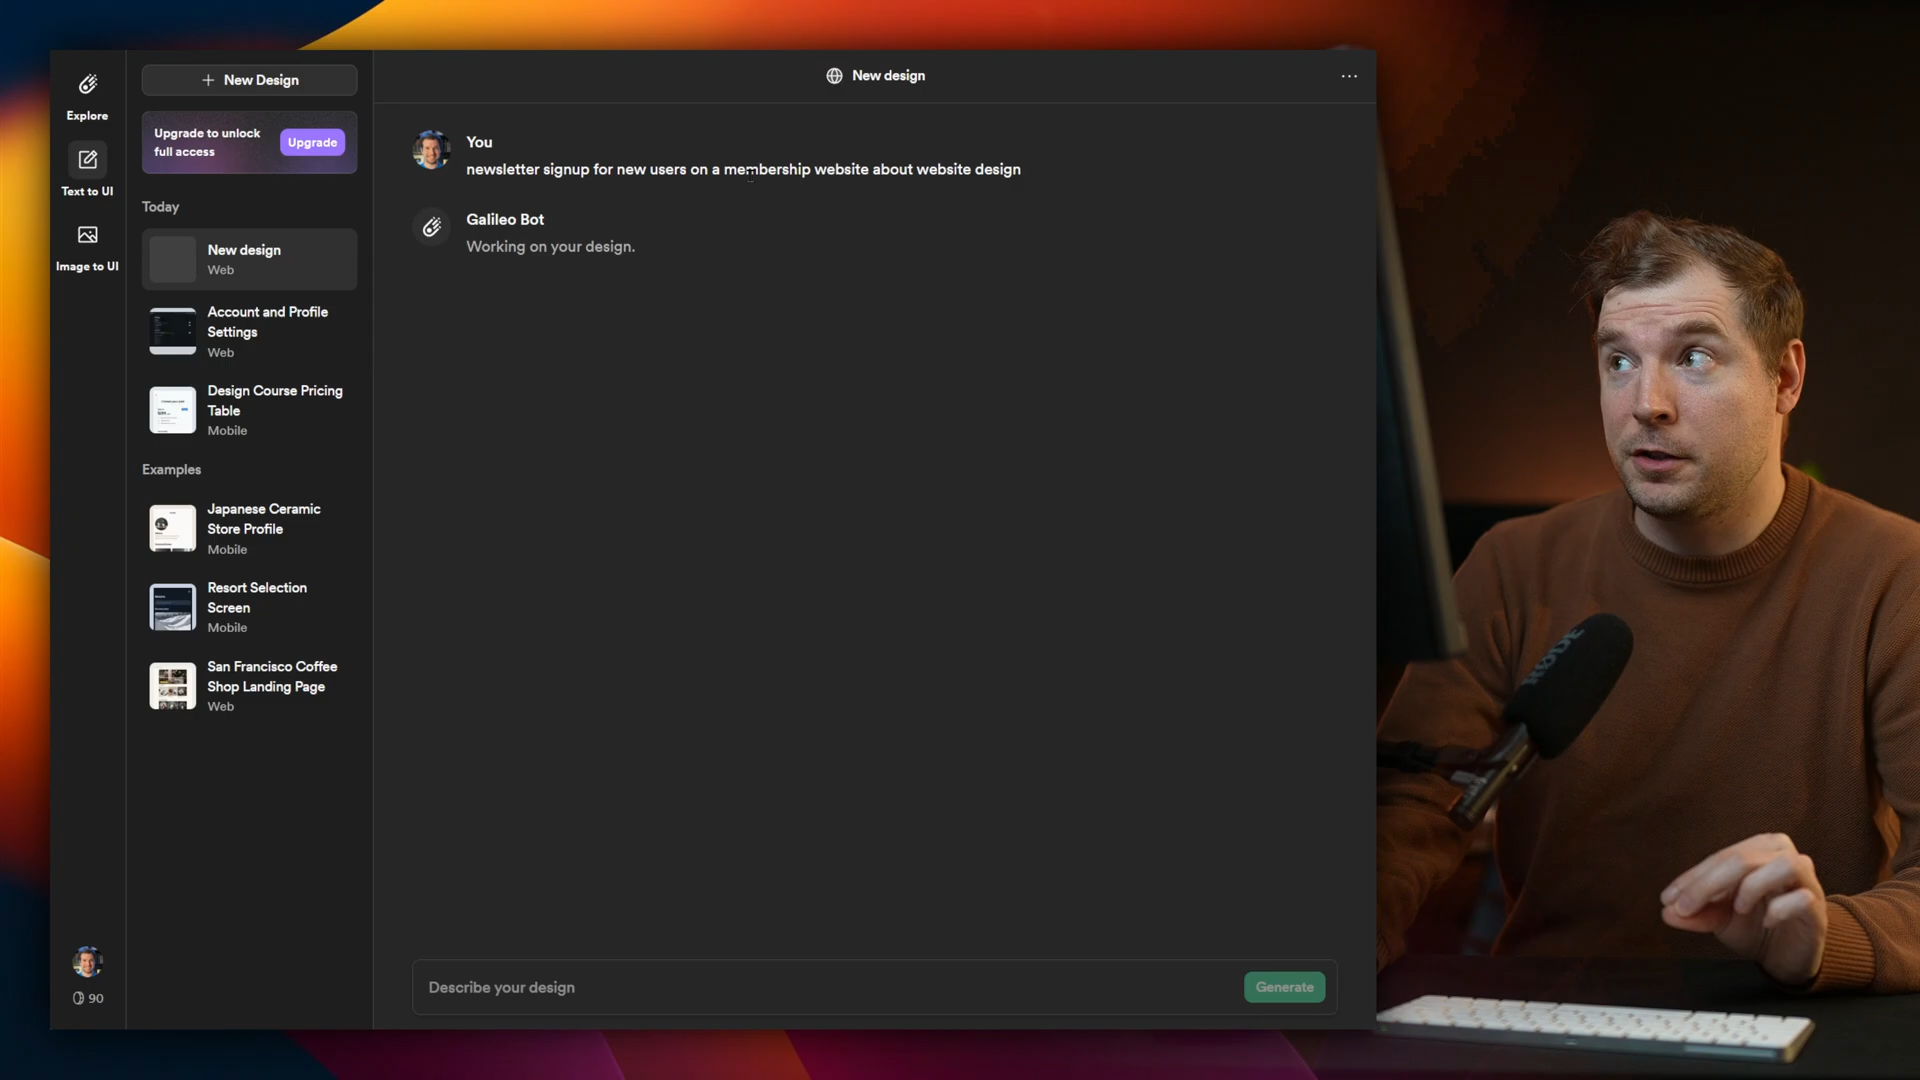 Explore
Text to UI
Image to UI
90
New Design
Upgrade to unlock
full access
Upgrade
Today
New design
Web
Account and Profile
Settings
Web
Design Course Pricing
Table
Mobile
Examples
Japanese Ceramic
Store Profile
Mobile
Resort Selection
Screen
Mobile
San Francisco Coffee
Shop Landing Page
Web
New design
You
newsletter signup for new users on a membership website about website design
Galileo Bot
Working on your design.
Describe your design
Generate
RODE